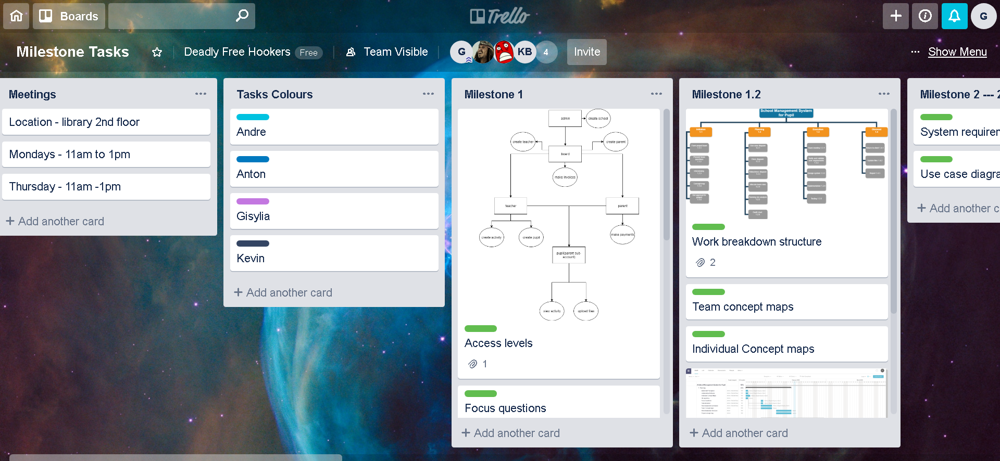 Boards
Trello
G
Milestone Tasks
Deadly Free Hookers
Free
Team Visible
G
KB
4
Invite
... Show Menu
Meetings
Location - library 2nd floor
Mondays - 11am to 1pm
Thursday - 11am -1pm
+ Add another card
Tasks Colours
Andre
Anton
Gisylia
Kevin
+ Add another card
Milestone 1
admin
create school
create teacher
create parent
board
make invoices
teacher
parent
create activity
create pupil
make payments
pupil(parent sub-
account)
view activity
upload files
Access levels
1
Focus questions
+ Add another card
Milestone 1.2
School Management System
for Pupil
Planning
Execution
Work breakdown structure
2
Team concept maps
Individual Concept maps
+ Add another card
Milestone 2 --- 2
System requirer
Use case diagra
+ Add another c